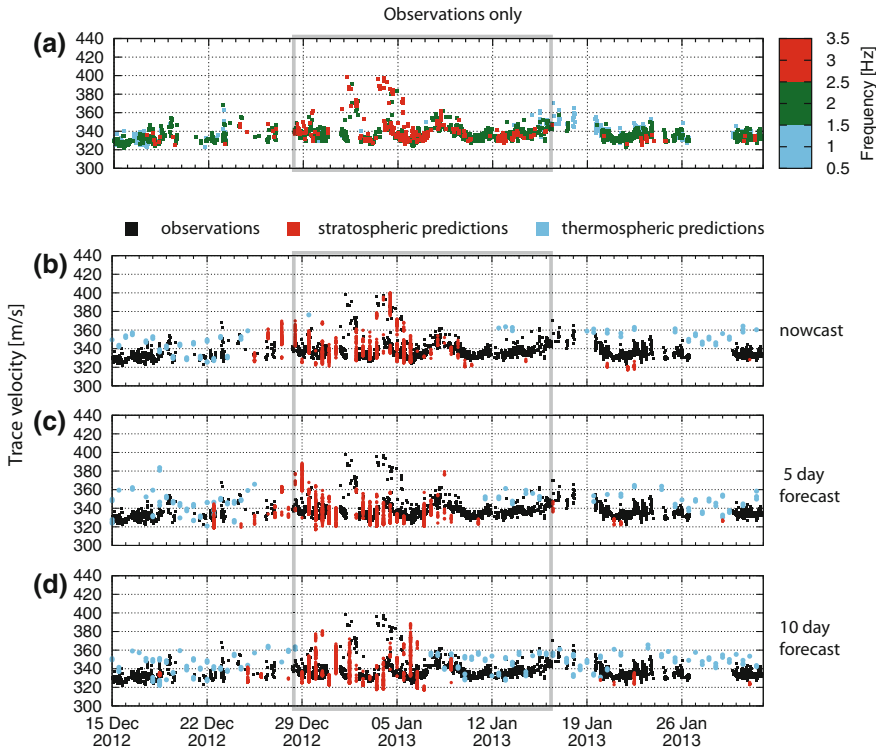 Observations only
(a)
440
420
400
380
360
340
320
300
3.5
3
2.5
2
1.5
1
0.5
Frequency [Hz]
observations
stratospheric predictions
thermospheric predictions
Trace velocity [m/s]
(b)
440
420
400
380
360
340
320
300
nowcast
(c)
440
420
400
380
360
340
320
300
5 day
forecast
(d)
440
420
400
380
360
340
320
300
10 day
forecast
15 Dec
2012
22 Dec
2012
29 Dec
2012
05 Jan
2013
12 Jan
2013
19 Jan
2013
26 Jan
2013